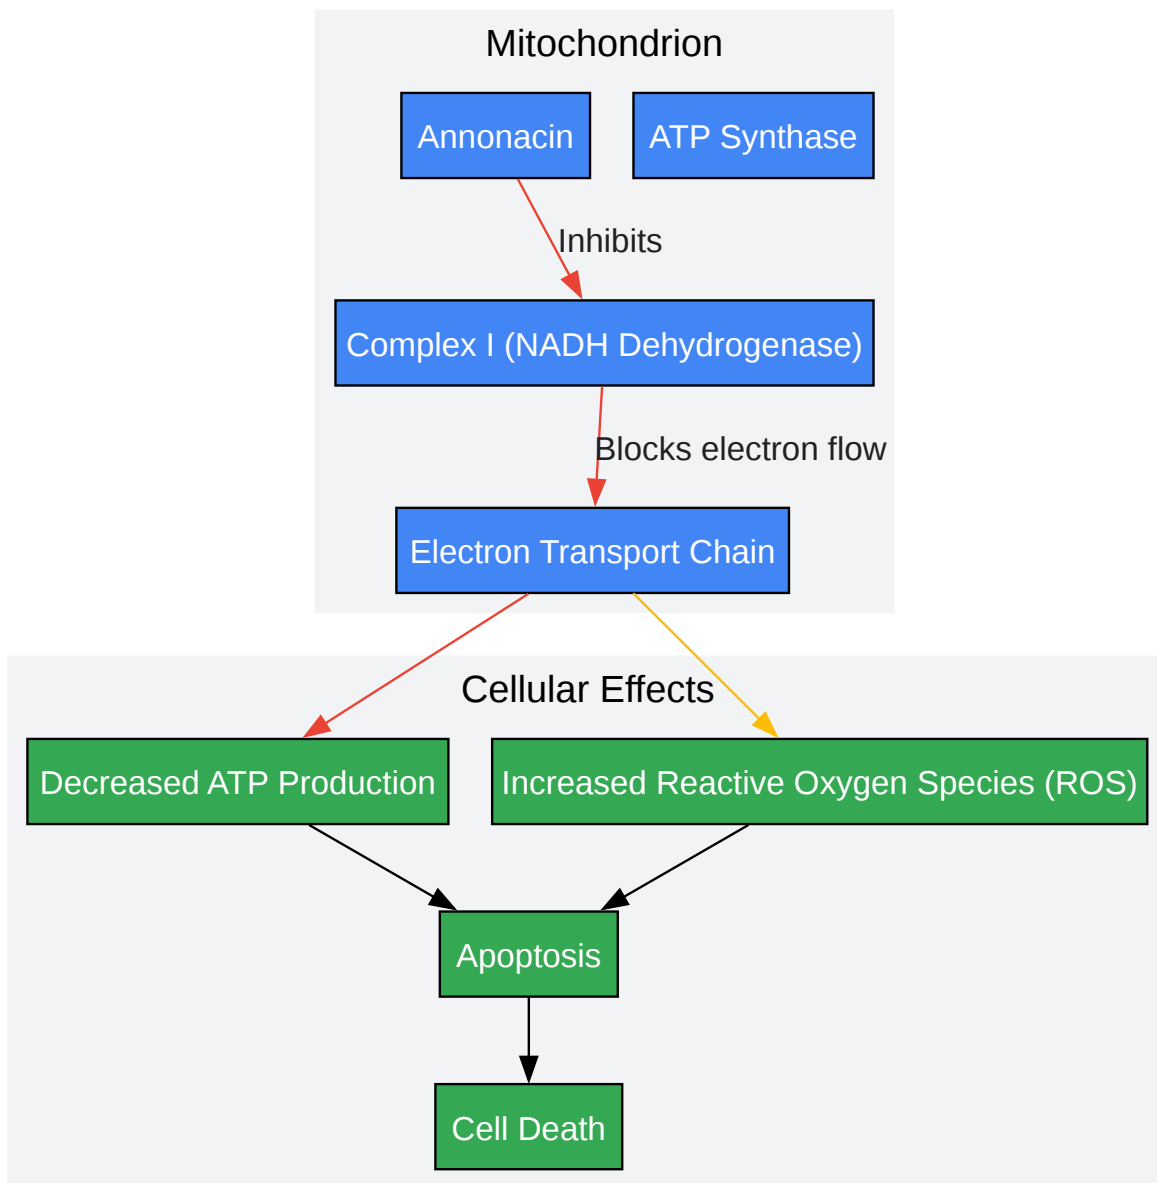 Mitochondrion
Annonacin
ATP Synthase
Inhibits
Complex I (NADH Dehydrogenase)
Blocks electron flow
Electron Transport Chain
Cellular Effects
Decreased ATP Production
Increased Reactive Oxygen Species (ROS)
Apoptosis
Cell Death